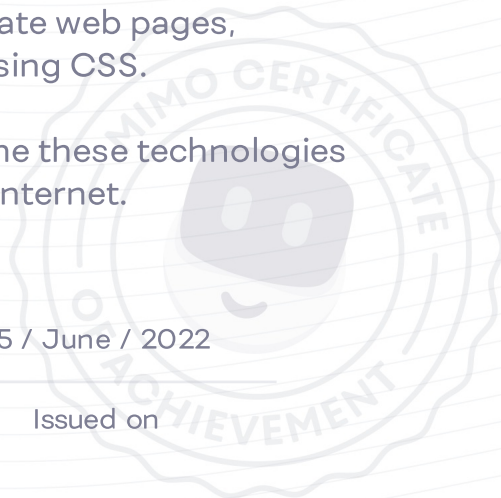 ate web pages,
sing CSS.
ne these technologies
nternet.
5 / June / 2022
Issued on
MIMO CERTIFICATE
OF ACHIEVEMENT